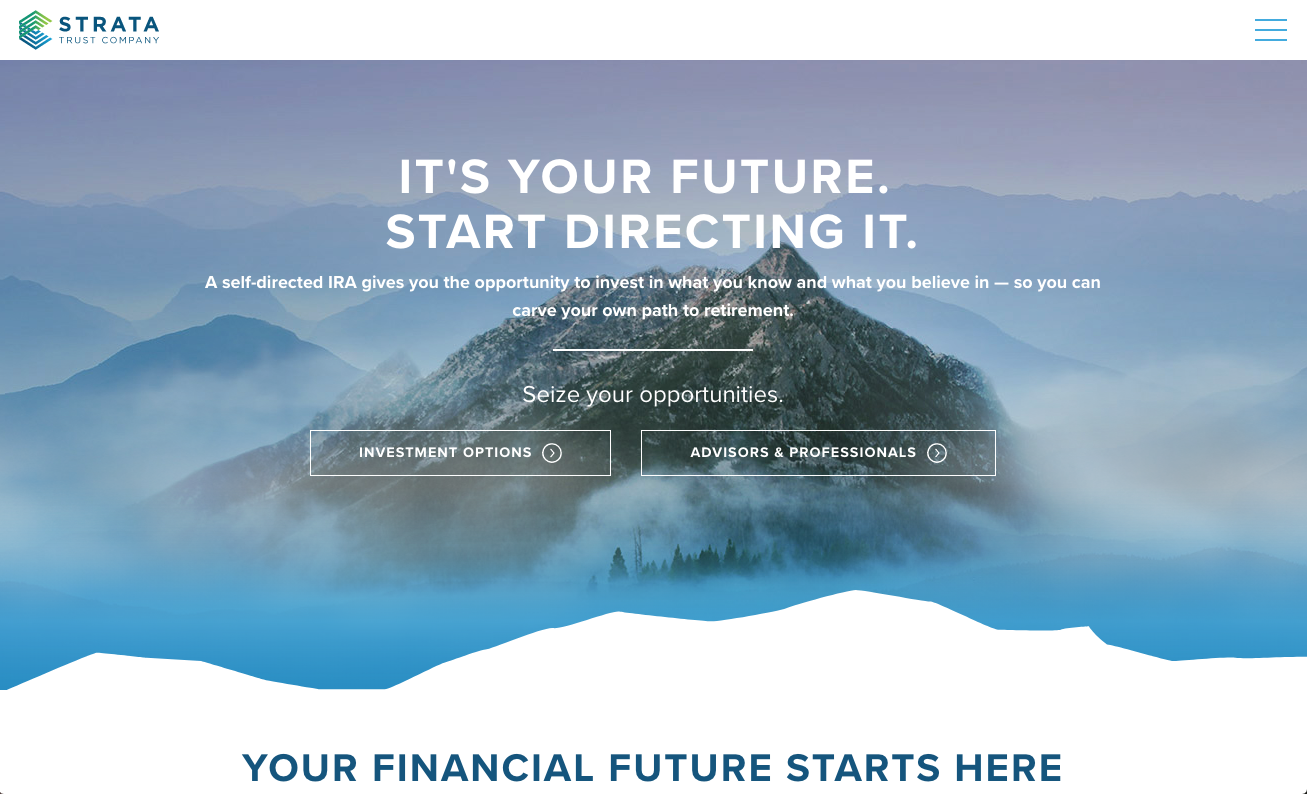 STRATA
TRUST COMPANY
IT'S YOUR FUTURE.
START DIRECTING IT.
A self-directed IRA gives you the opportunity to invest in what you know and what you believe in — so you can
carve your own path to retirement.
Seize your opportunities.
INVESTMENT OPTIONS
ADVISORS & PROFESSIONALS
YOUR FINANCIAL FUTURE STARTS HERE